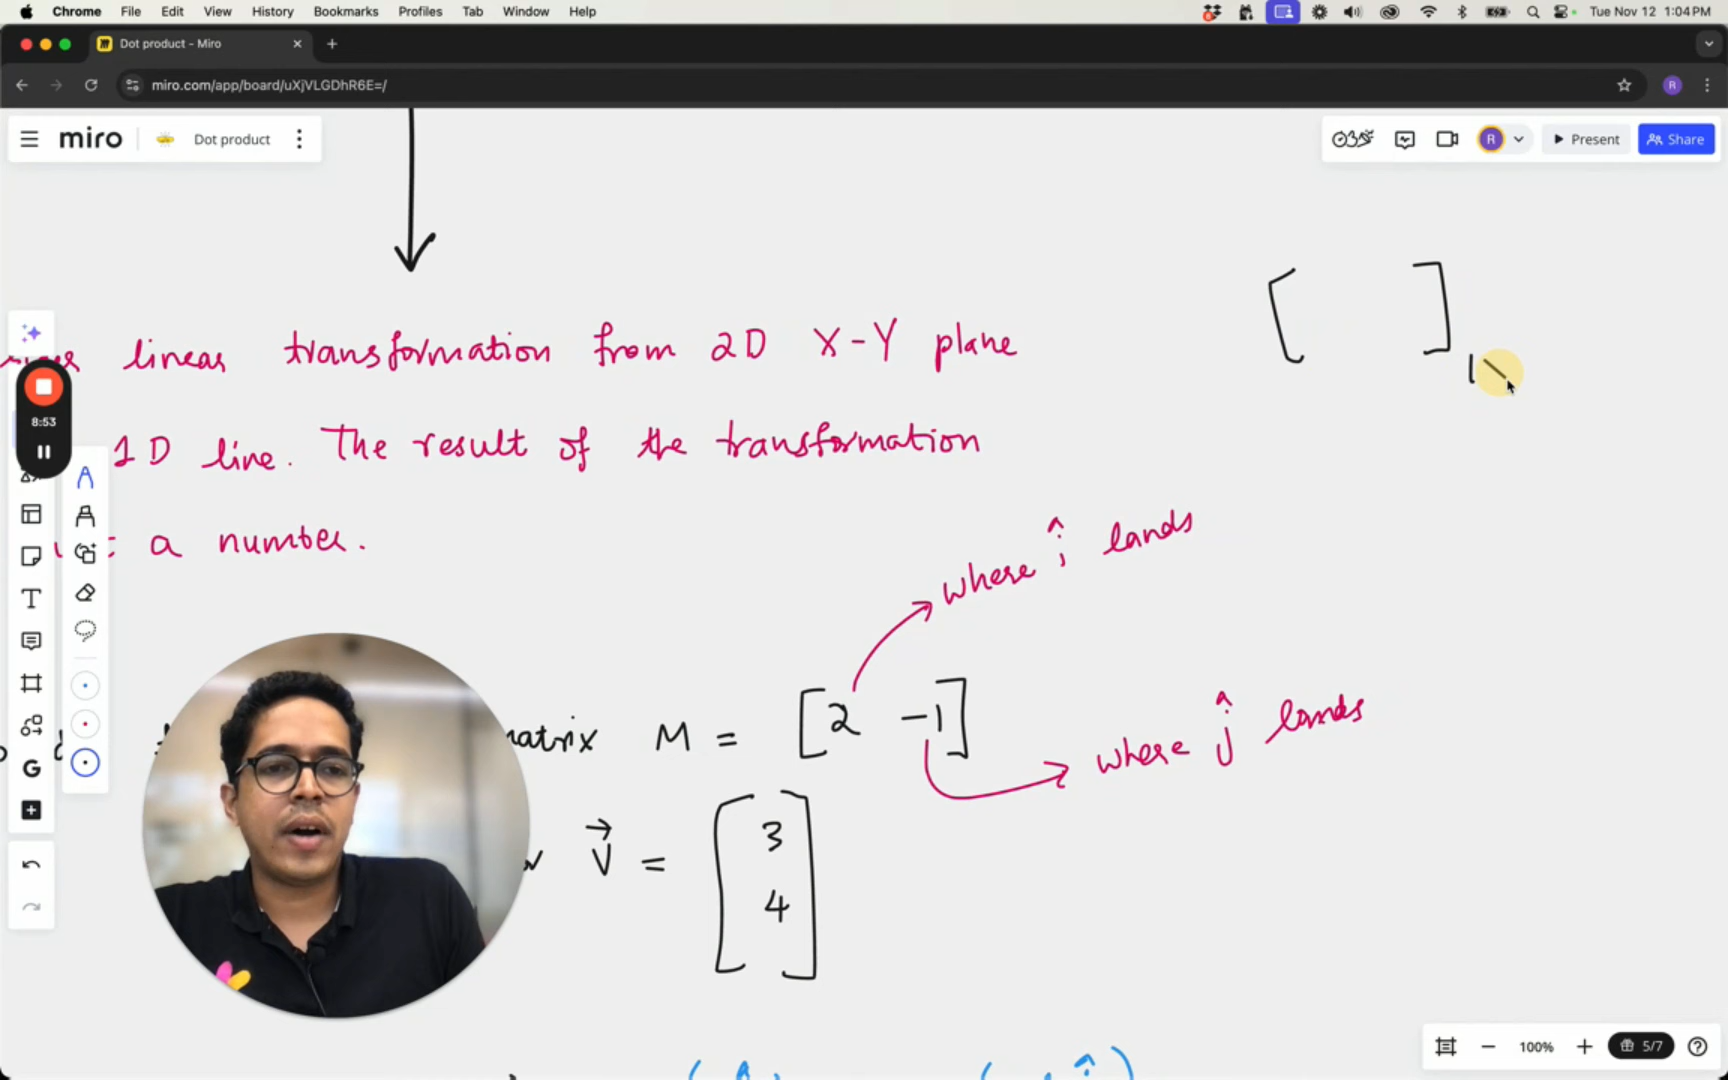 Chrome File Edit View History Bookmarks Profiles Tab Window Help Tue Nov 12 1:04 PM
Dot product - Miro
miro.com/app/board/uXjVLGDhR6E=/ R
miro Dot product R Present Share
linear transformation from 2D X-Y plane
8:53
1D line. The result of the transformation
a number.
where î lands
matrix M = [2 -1]
where ĵ lands
v⃗ = [3
4]
100% 5/7